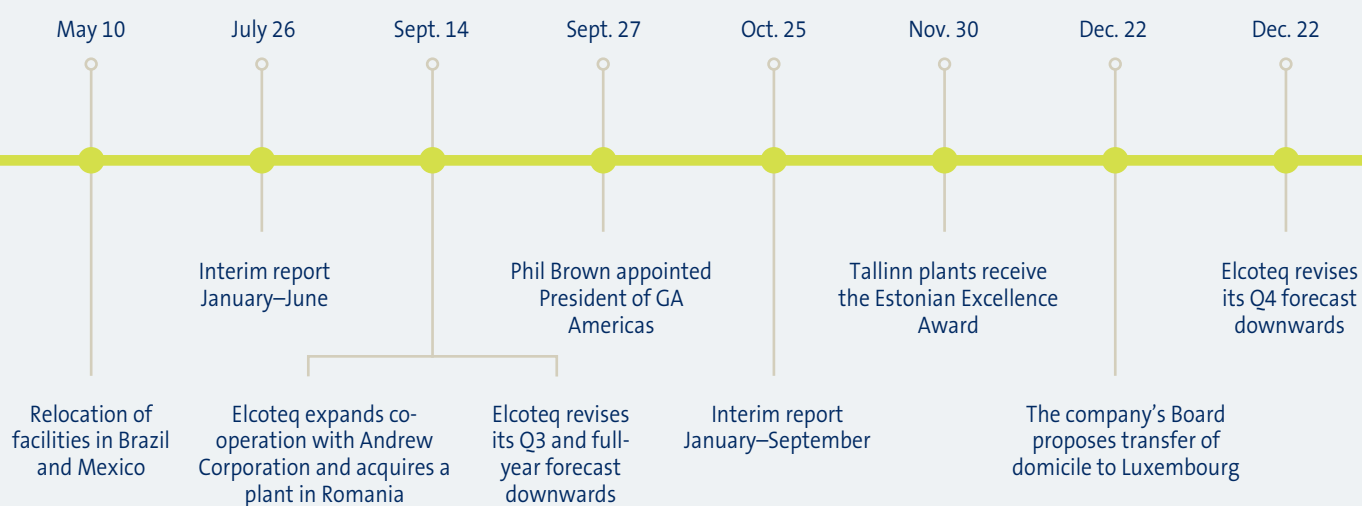 May 10
July 26
Sept. 14
Sept. 27
Oct. 25
Nov. 30
Dec. 22
Dec. 22
Interim report
January–June
Phil Brown appointed
President of GA
Americas
Tallinn plants receive
the Estonian Excellence
Award
Elcoteq revises
its Q4 forecast
downwards
Relocation of
facilities in Brazil
and Mexico
Elcoteq expands co-
operation with Andrew
Corporation and acquires a
plant in Romania
Elcoteq revises
its Q3 and full-
year forecast
downwards
Interim report
January–September
The company’s Board
proposes transfer of
domicile to Luxembourg